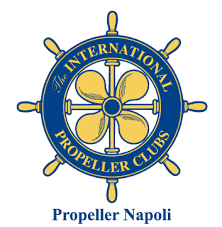 The INTERNATIONAL
PROPELLER CLUBS
Propeller Napoli